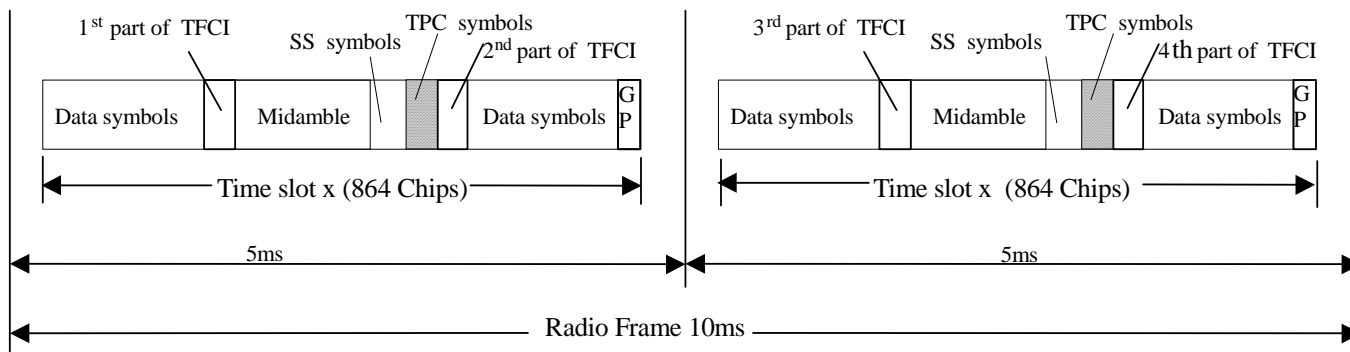 1st part of TFCI
SS symbols
TPC symbols
2nd part of TFCI
3rd part of TFCI
SS symbols
TPC symbols
4th part of TFCI
Data symbols
Midamble
Data symbols
G
P
Data symbols
Midamble
Data symbols
G
P
Time slot x (864 Chips)
Time slot x (864 Chips)
5ms
5ms
Radio Frame 10ms